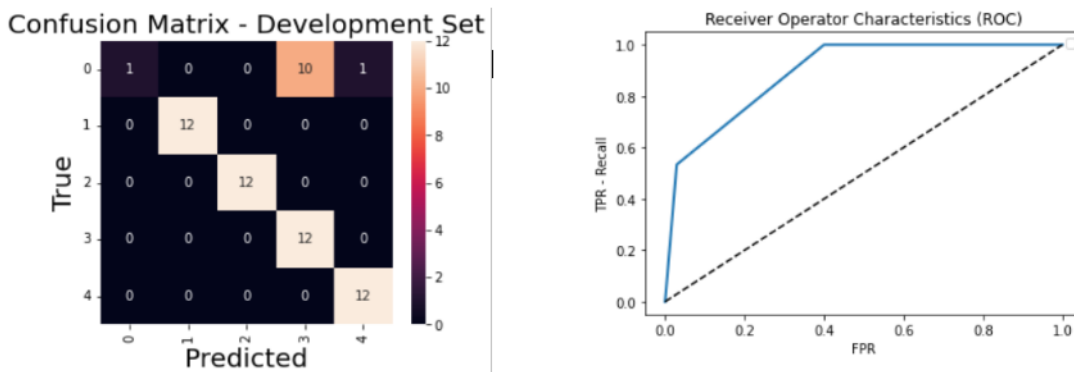 Confusion Matrix - Development Set
True
0 1 0 0 10 1
1 0 12 0 0 0
2 0 0 12 0 0
3 0 0 0 12 0
4 0 0 0 0 12
0 1 2 3 4
Predicted
12
10
8
6
4
2
0
Receiver Operator Characteristics (ROC)
TPR - Recall
1.0
0.8
0.6
0.4
0.2
0.0
0.0 0.2 0.4 0.6 0.8 1.0
FPR